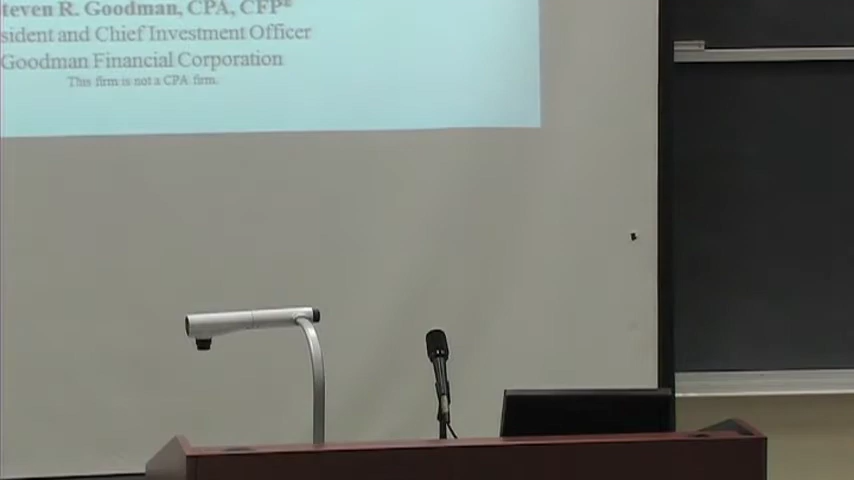 teven R. Goodman, CPA, CFP®
sident and Chief Investment Officer
Goodman Financial Corporation
This firm is not a CPA firm.